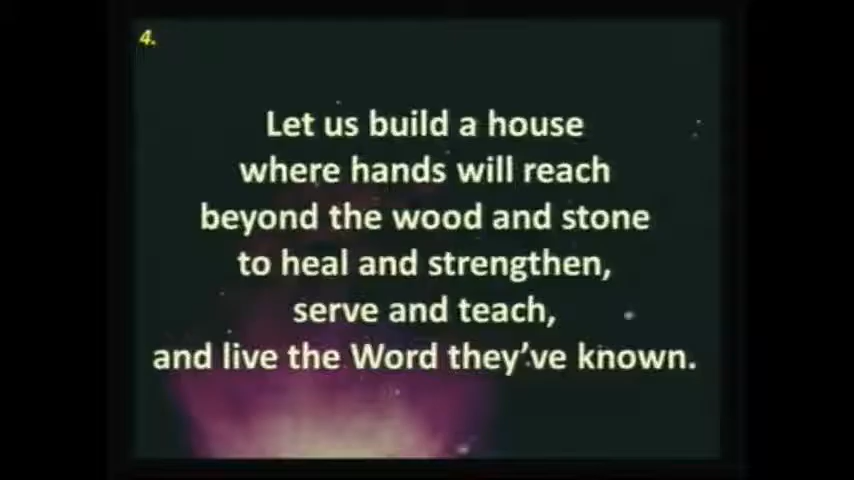 4.
Let us build a house
where hands will reach
beyond the wood and stone
to heal and strengthen,
serve and teach,
and live the Word they've known.